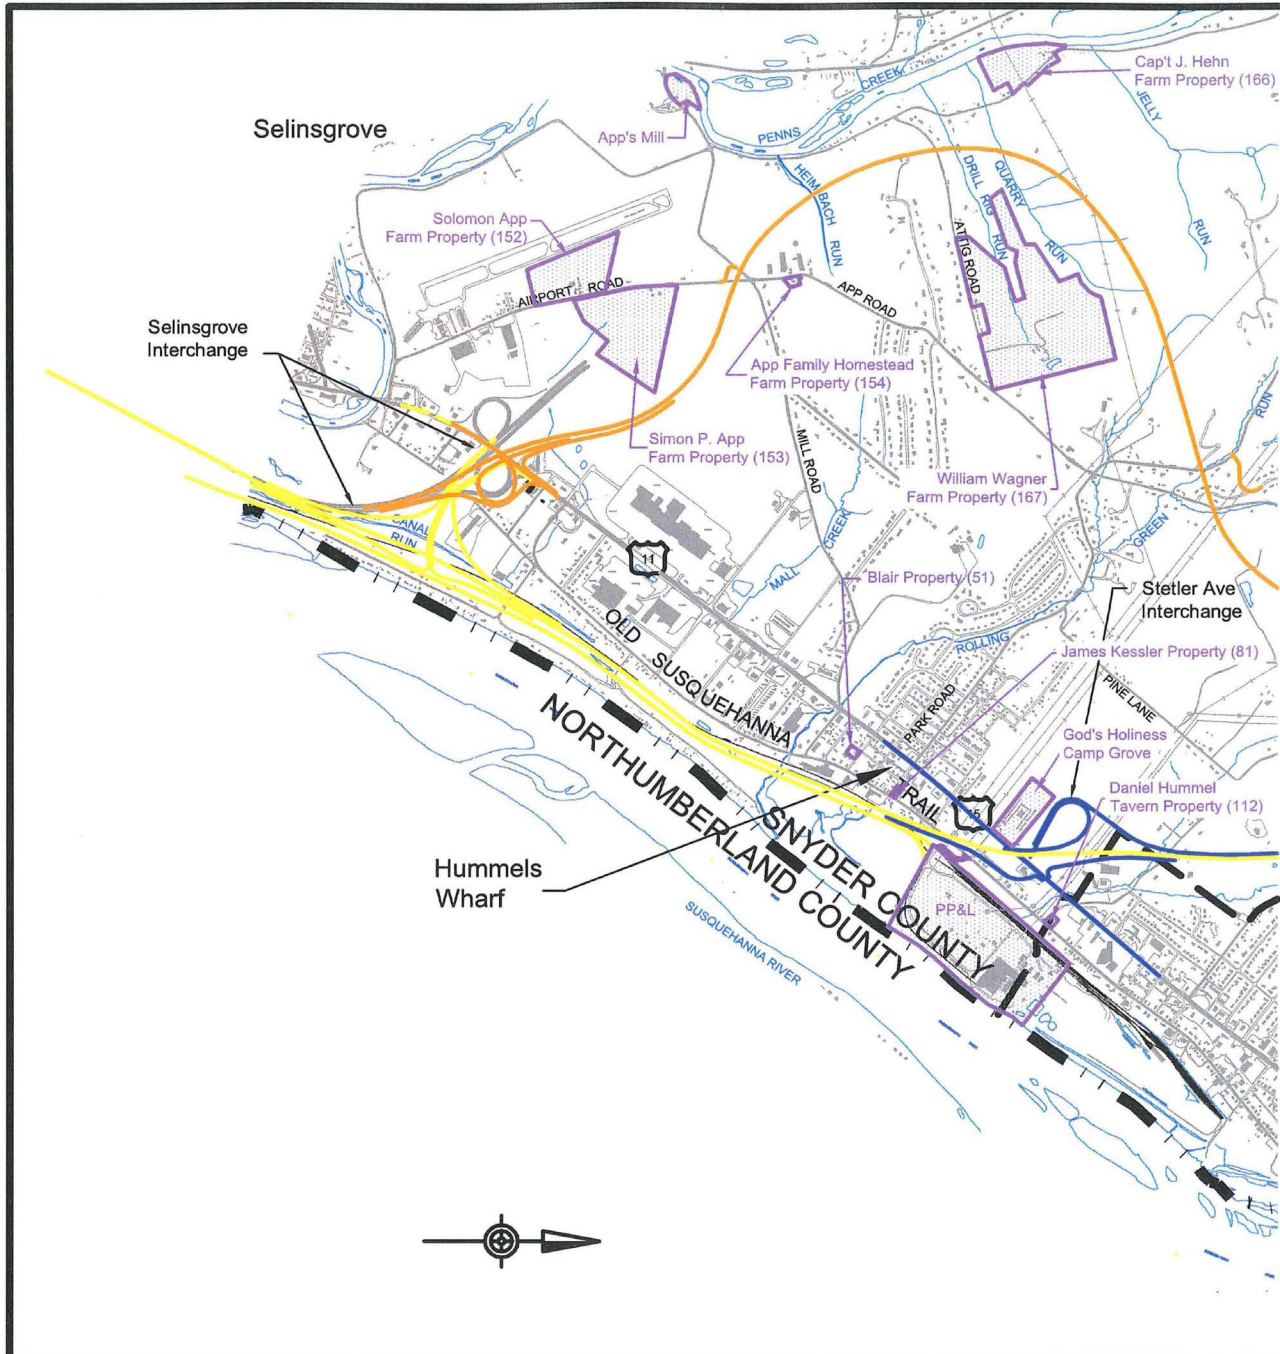 Cap't J. Hehn
Farm Property (166)
CREEK
PENNS
JELLY
RUN
App's Mill
Selinsgrove
HEIM BACH
RUN
DRILL RIG
RUN
QUARRY
RUN
Solomon App
Farm Property (152)
ATTIG ROAD
AIRPORT ROAD
APP ROAD
Selinsgrove
Interchange
App Family Homestead
Farm Property (154)
Simon P. App
Farm Property (153)
MILL ROAD
William Wagner
Farm Property (167)
RUN
GREEN
CANAL
RUN
11
CREEK
MALL
Blair Property (51)
Stetler Ave
Interchange
OLD SUSQUEHANNA TRAIL
ROLLING
James Kessler Property (81)
PARK ROAD
PINE LANE
God's Holiness
Camp Grove
15
Daniel Hummel
Tavern Property (112)
NORTHUMBERLAND COUNTY
SNYDER COUNTY
Hummels
Wharf
PP&L
SUSQUEHANNA RIVER